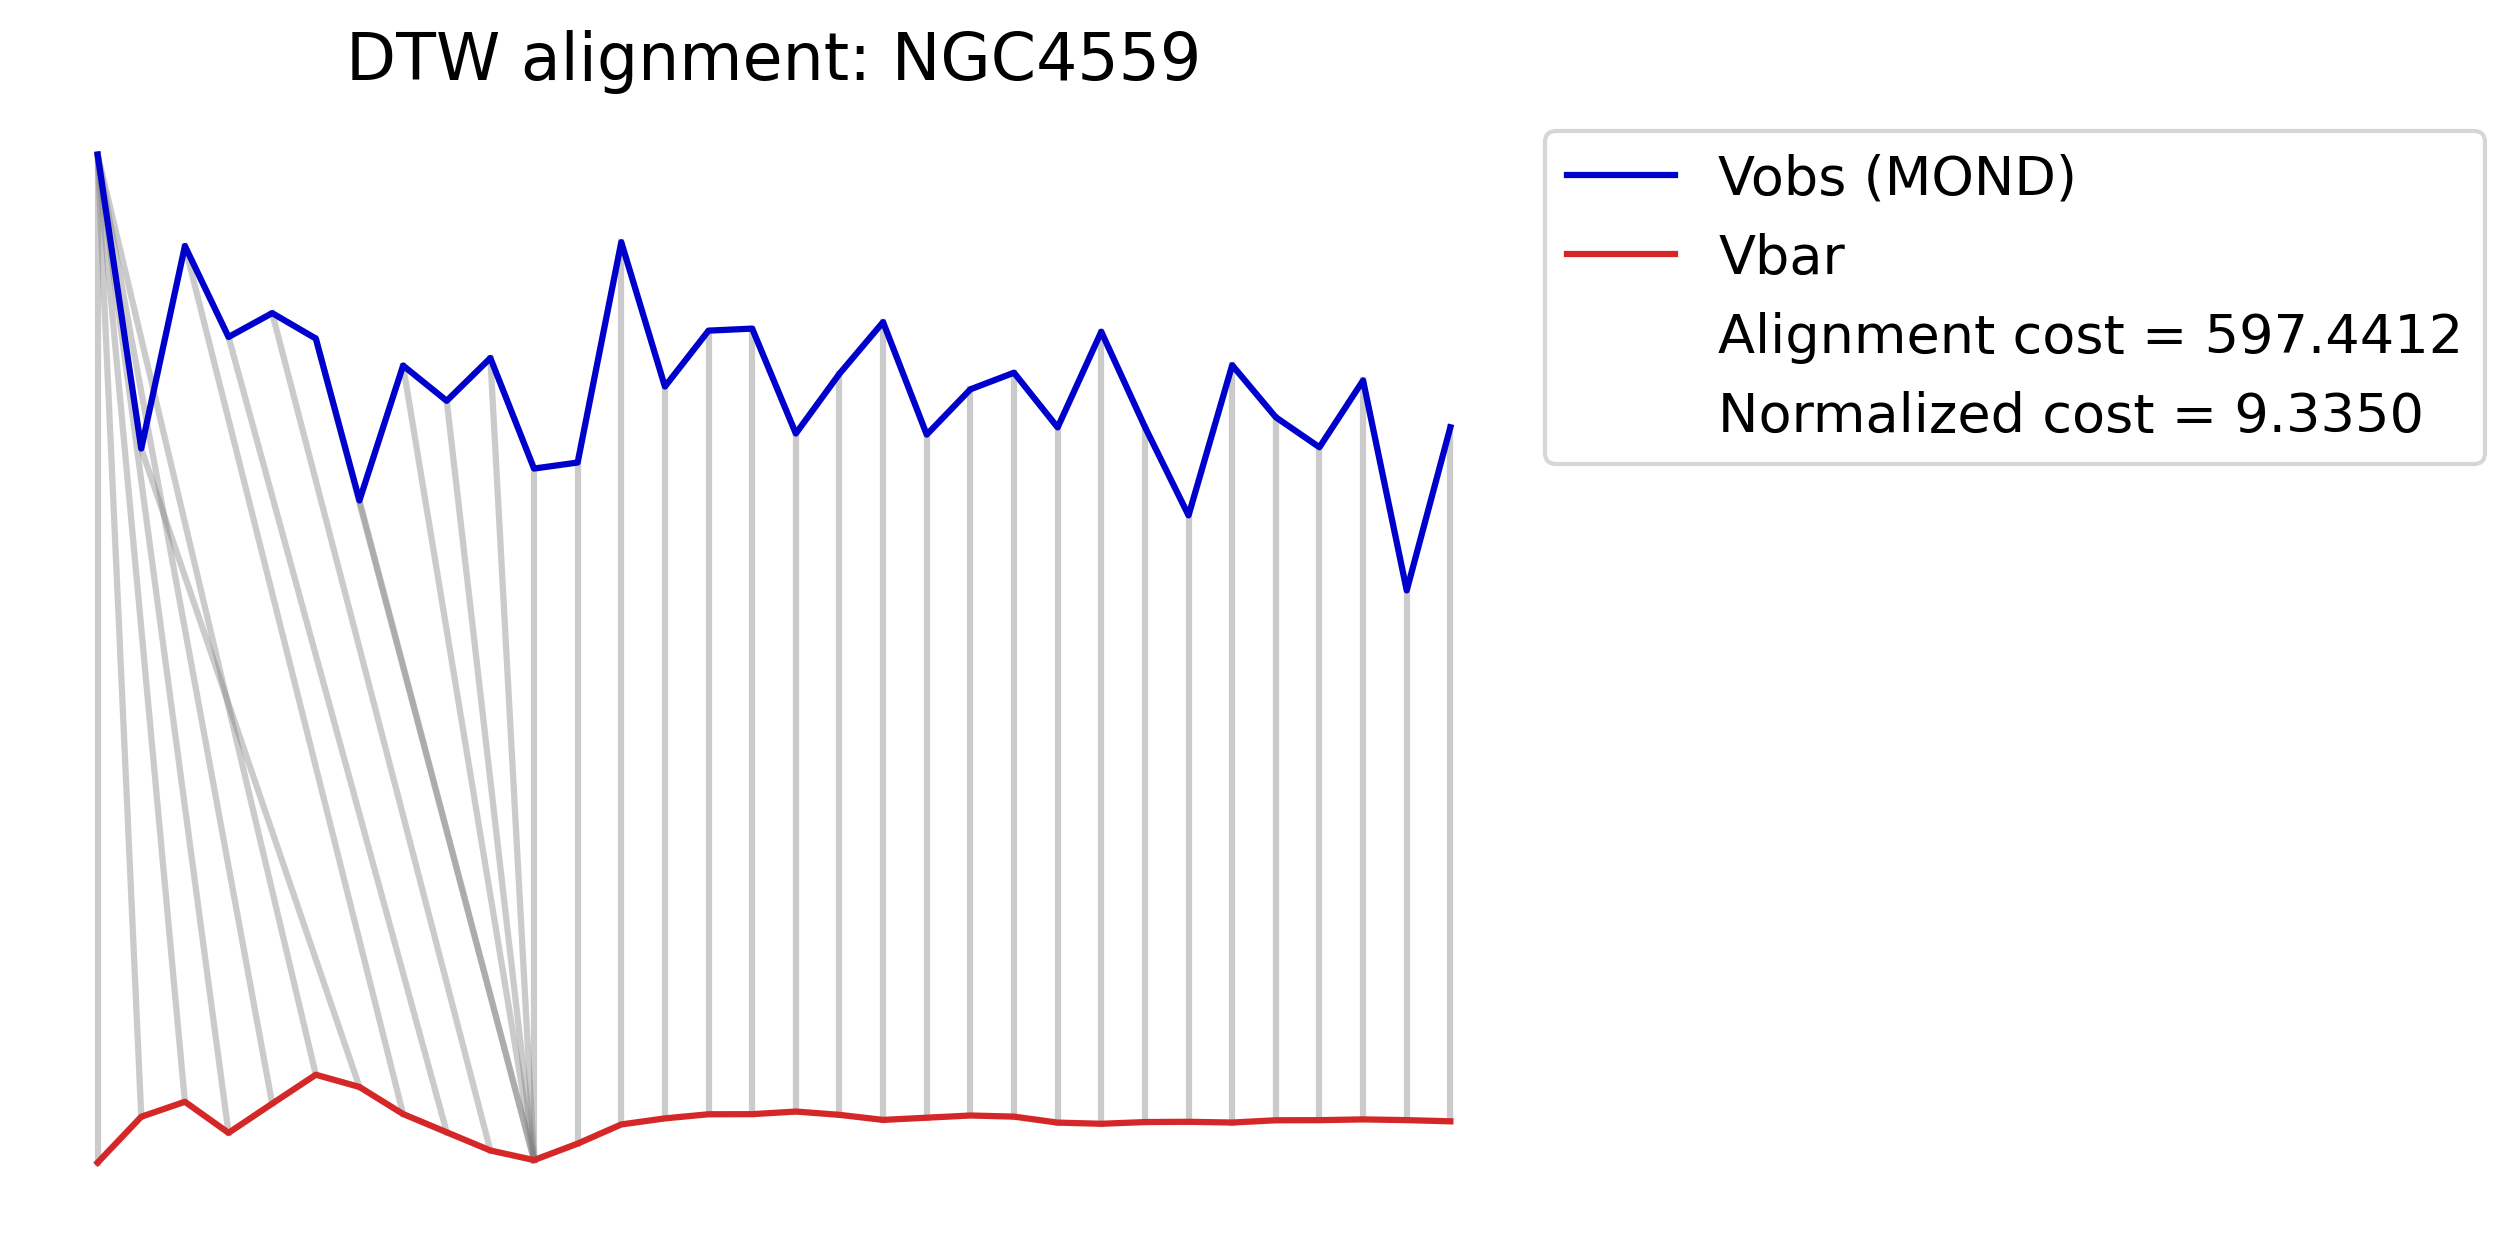 DTW alignment: NGC4559
Vobs (MOND)
Vbar
Alignment cost = 597.4412
Normalized cost = 9.3350